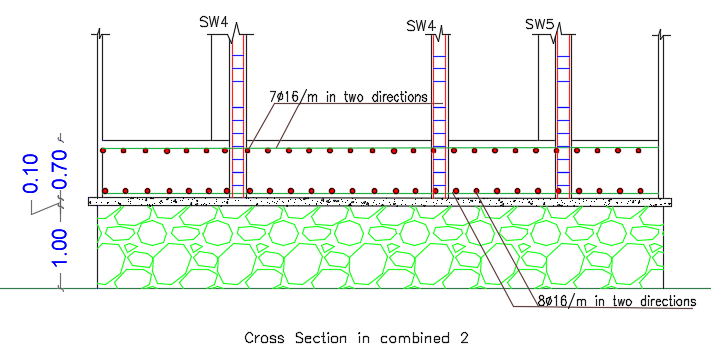 SW4
SW4
SW5
7ø16/m in two directions
0.10
0.70
1.00
8ø16/m in two directions
Cross Section in combined 2